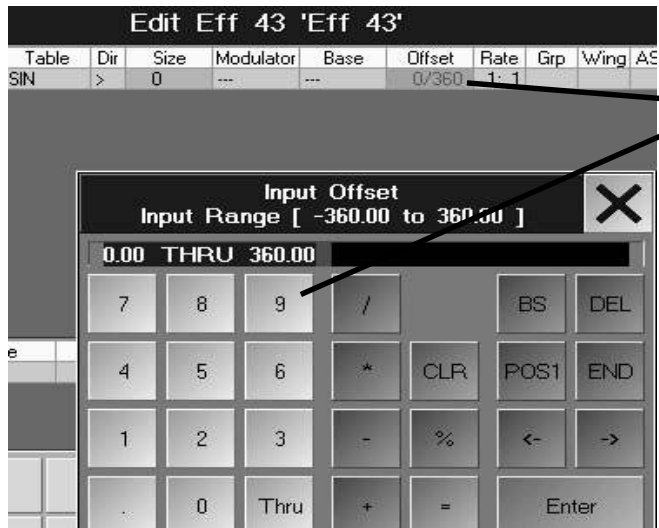 Edit Eff 43 'Eff 43'
Table Dir Size Modulator Base Offset Rate Grp Wing AS
SIN > 0 --- --- 0/360 1: 1
Input Offset
Input Range [ -360.00 to 360.00 ]
0.00 THRU 360.00
7 8 9 / BS DEL
e
4 5 6 * CLR POS1 END
1 2 3 - % <- ->
. 0 Thru + = Enter